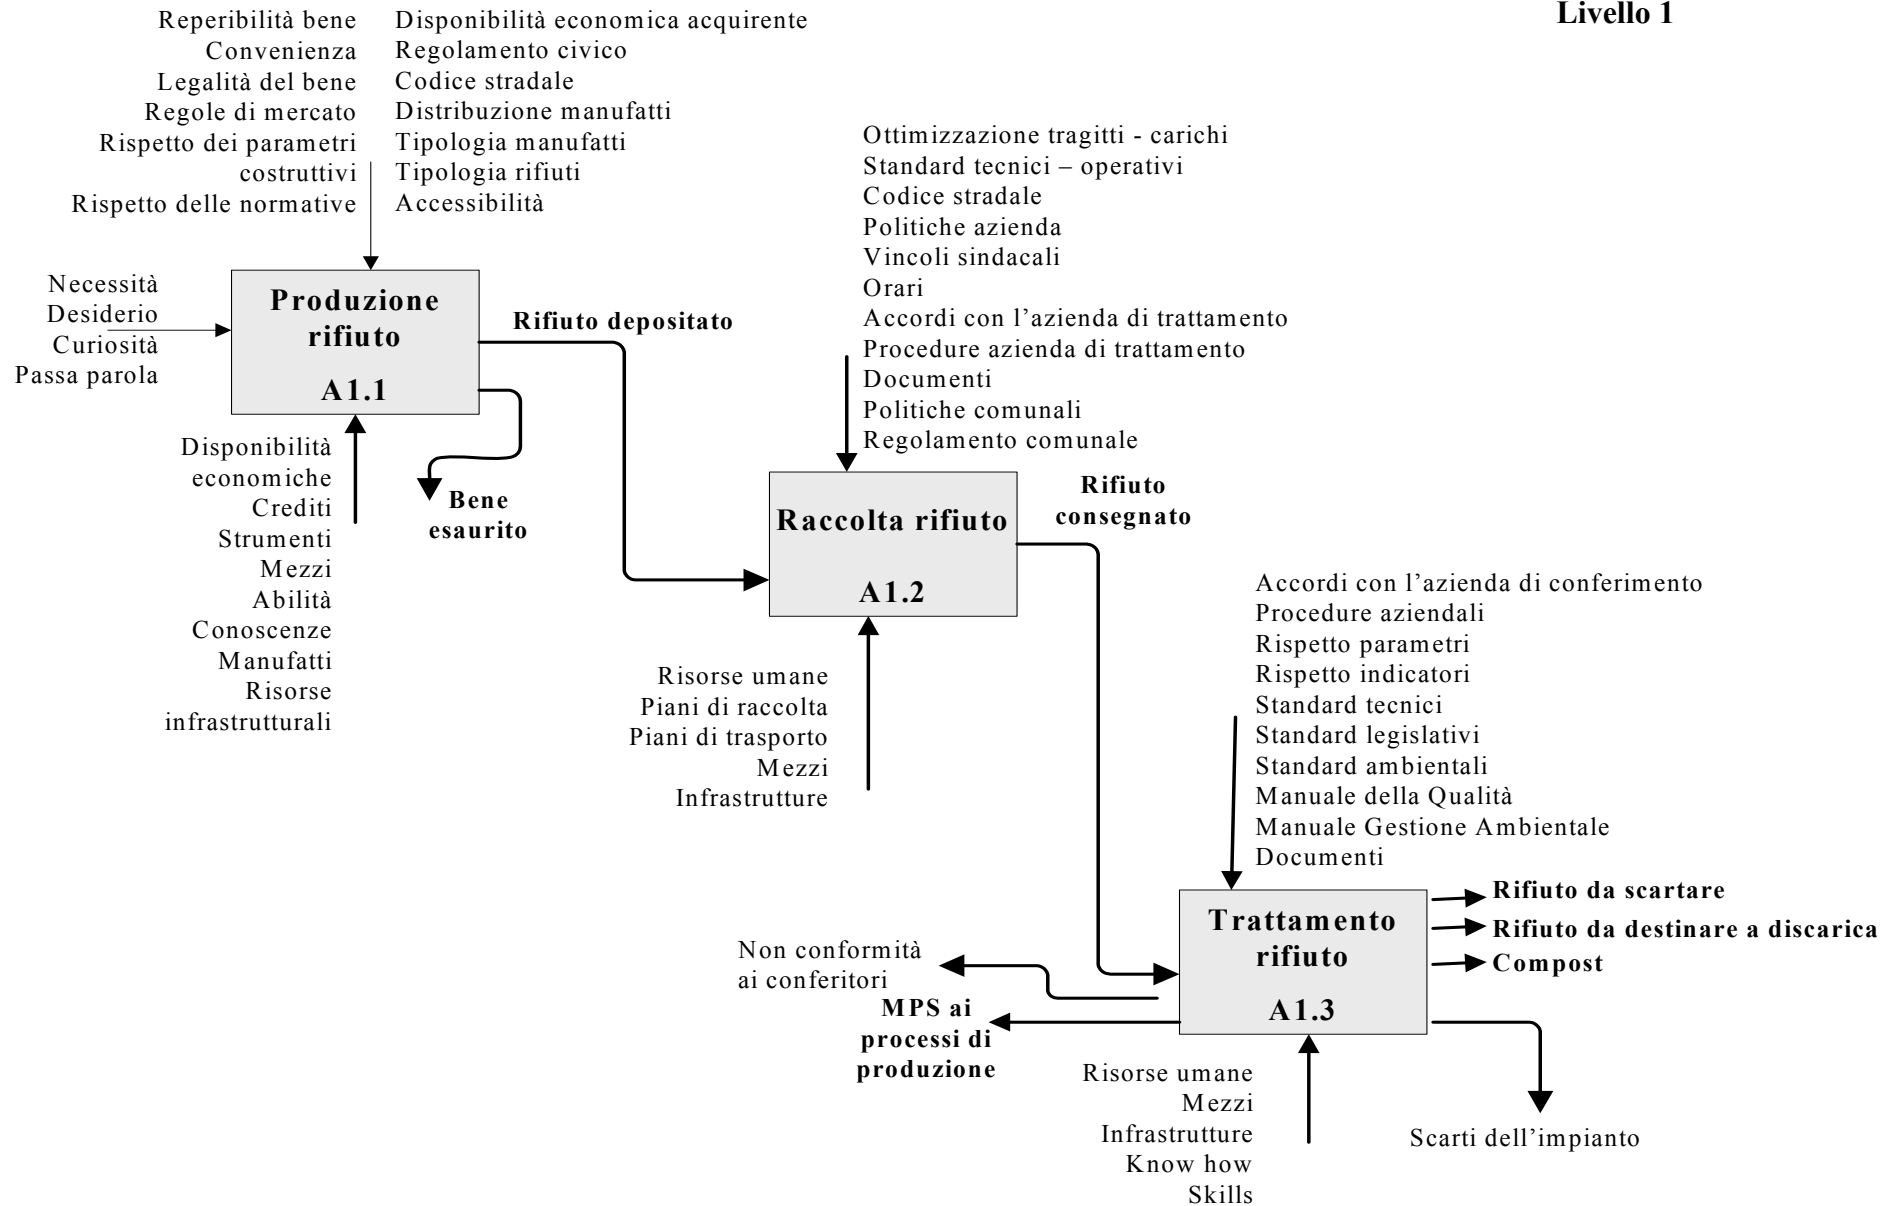 Livello 1
Reperibilità bene
Convenienza
Legalità del bene
Regole di mercato
Rispetto dei parametri
costruttivi
Rispetto delle normative
Disponibilità economica acquirente
Regolamento civico
Codice stradale
Distribuzione manufatti
Tipologia manufatti
Tipologia rifiuti
Accessibilità
Necessità
Desiderio
Curiosità
Passa parola
Produzione
rifiuto
A1.1
Rifiuto depositato
Bene
esaurito
Disponibilità
economiche
Crediti
Strumenti
Mezzi
Abilità
Conoscenze
Manufatti
Risorse
infrastrutturali
Ottimizzazione tragitti - carichi
Standard tecnici – operativi
Codice stradale
Politiche azienda
Vincoli sindacali
Orari
Accordi con l’azienda di trattamento
Procedure azienda di trattamento
Documenti
Politiche comunali
Regolamento comunale
Raccolta rifiuto
A1.2
Rifiuto
consegnato
Risorse umane
Piani di raccolta
Piani di trasporto
Mezzi
Infrastrutture
Accordi con l’azienda di conferimento
Procedure aziendali
Rispetto parametri
Rispetto indicatori
Standard tecnici
Standard legislativi
Standard ambientali
Manuale della Qualità
Manuale Gestione Ambientale
Documenti
Trattamento
rifiuto
A1.3
Rifiuto da scartare
Rifiuto da destinare a discarica
Compost
Non conformità
ai conferitori
MPS ai
processi di
produzione
Risorse umane
Mezzi
Infrastrutture
Know how
Skills
Scarti dell’impianto